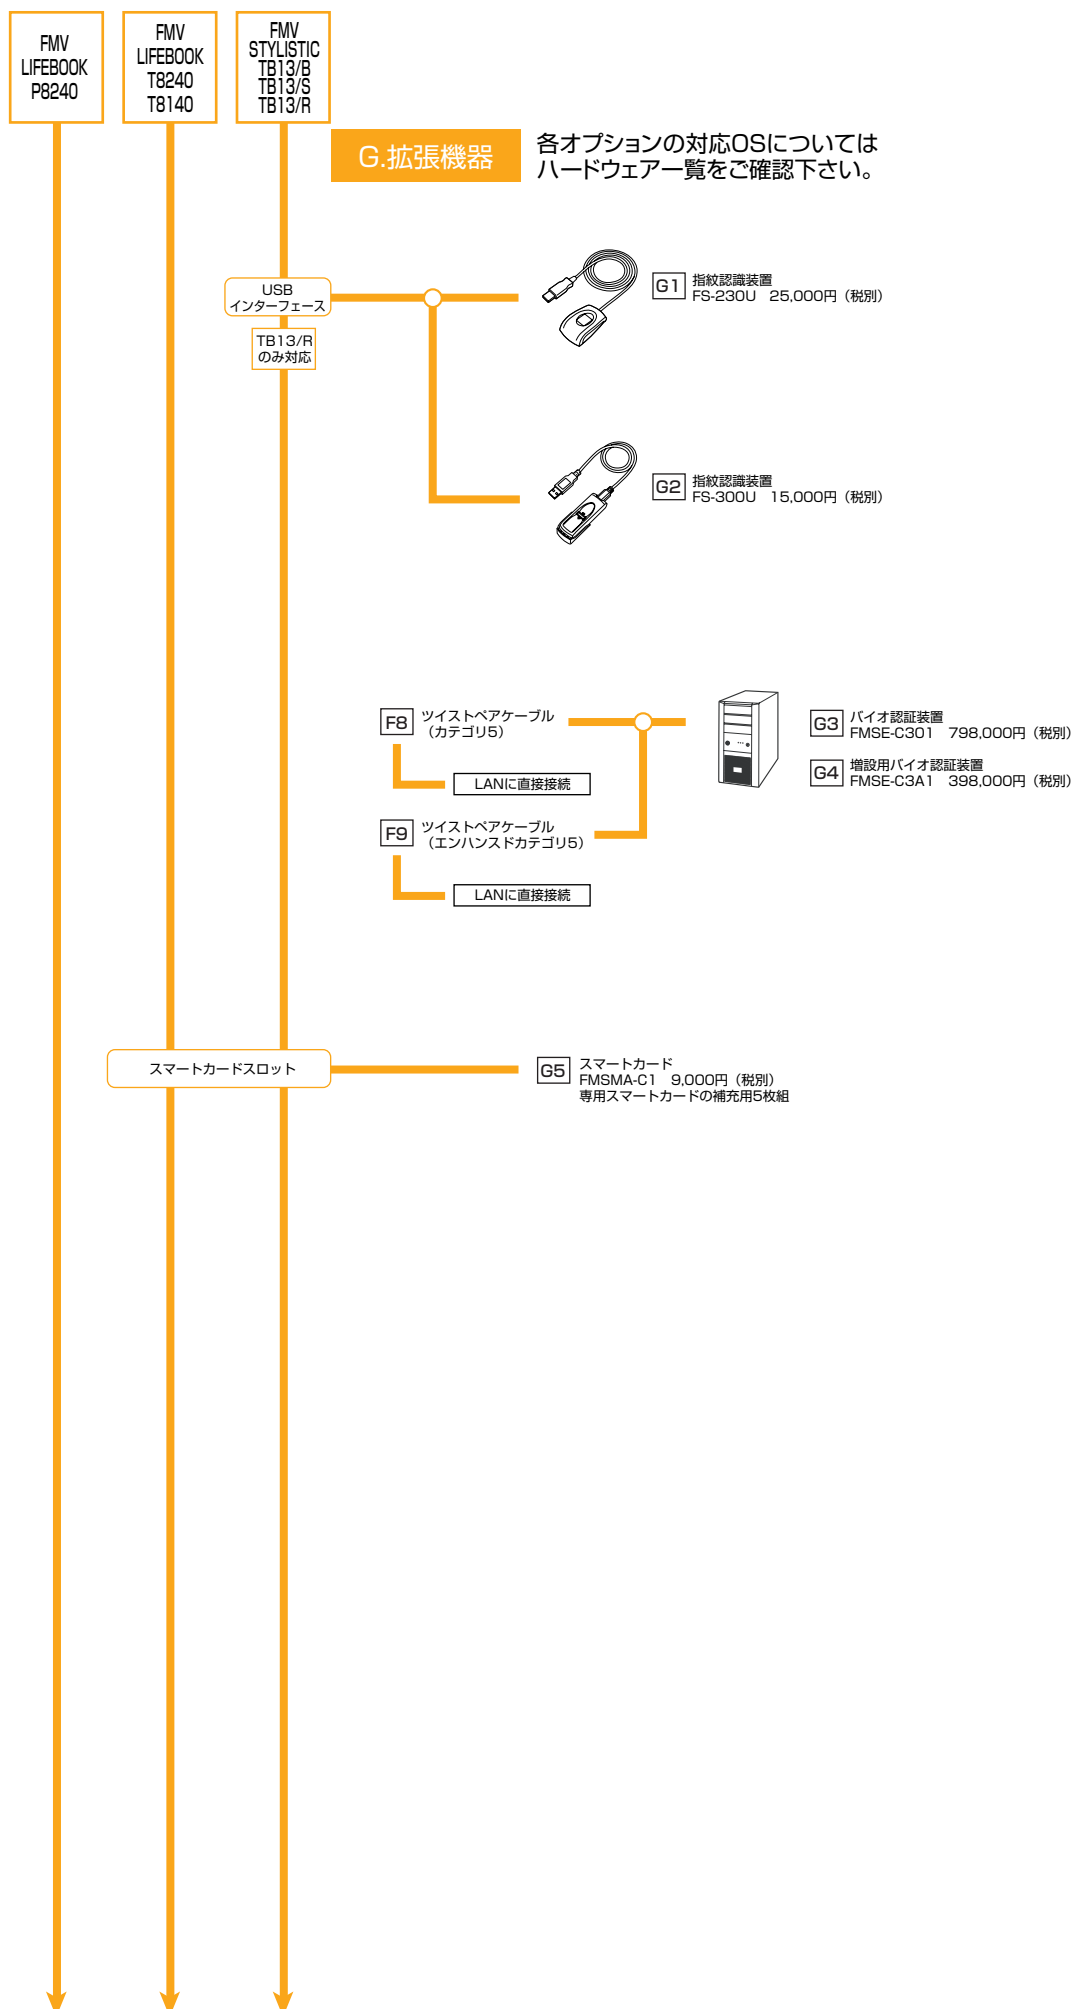 FMV
LIFEBOOK
P8240
FMV
LIFEBOOK
T8240
T8140
FMV
STYLISTIC
TB13/B
TB13/S
TB13/R
G.拡張機器
各オプションの対応OSについては
ハードウェア一覧をご確認下さい。
USB
インターフェース
TB13/R
のみ対応
G1 指紋認識装置
FS-230U 25,000円（税別）
G2 指紋認識装置
FS-300U 15,000円（税別）
F8 ツイストペアケーブル
（カテゴリ5）
LANに直接接続
F9 ツイストペアケーブル
（エンハンスドカテゴリ5）
LANに直接接続
G3 バイオ認証装置
FMSE-C301 798,000円（税別）
G4 増設用バイオ認証装置
FMSE-C3A1 398,000円（税別）
スマートカードスロット
G5 スマートカード
FMSMA-C1 9,000円（税別）
専用スマートカードの補充用5枚組